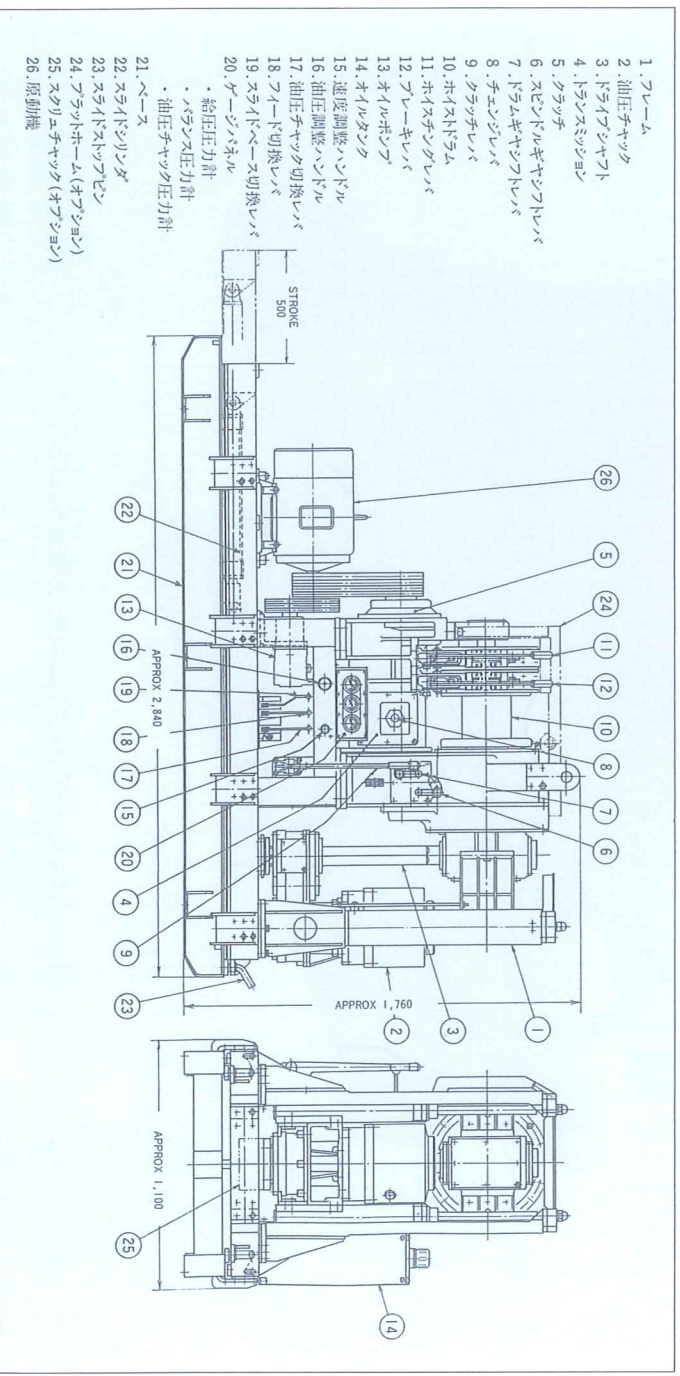 1.フレーム
2.油圧チャック
3.ドライブシャフト
4.トランスミッション
5.クラッチ
6.スピンドルギヤシフトレバ
7.ドラムギヤシフトレバ
8.チェンジレバ
9.クラッチレバ
10.ホイストドラム
11.ホイスチングレバ
12.ブレーキレバ
13.オイルポンプ
14.オイルタンク
15.速度調整ハンドル
16.油圧調整ハンドル
17.油圧チャック切換レバ
18.フィード切換レバ
19.スライドベース切換レバ
20.ゲージパネル
・給圧圧力計
・バランス圧力計
・油圧チャック圧力計
21.ベース
22.スライドシリンダ
23.スライドストップピン
24.プラットホーム(オプション)
25.スクリュチャック(オプション)
26.原動機
STROKE
500
26
5
24
11
12
10
8
7
6
1
3
2
22
21
13
16
19
18
17
15
20
4
9
23
APPROX 2,840
APPROX 1,760
APPROX 1,100
25
14